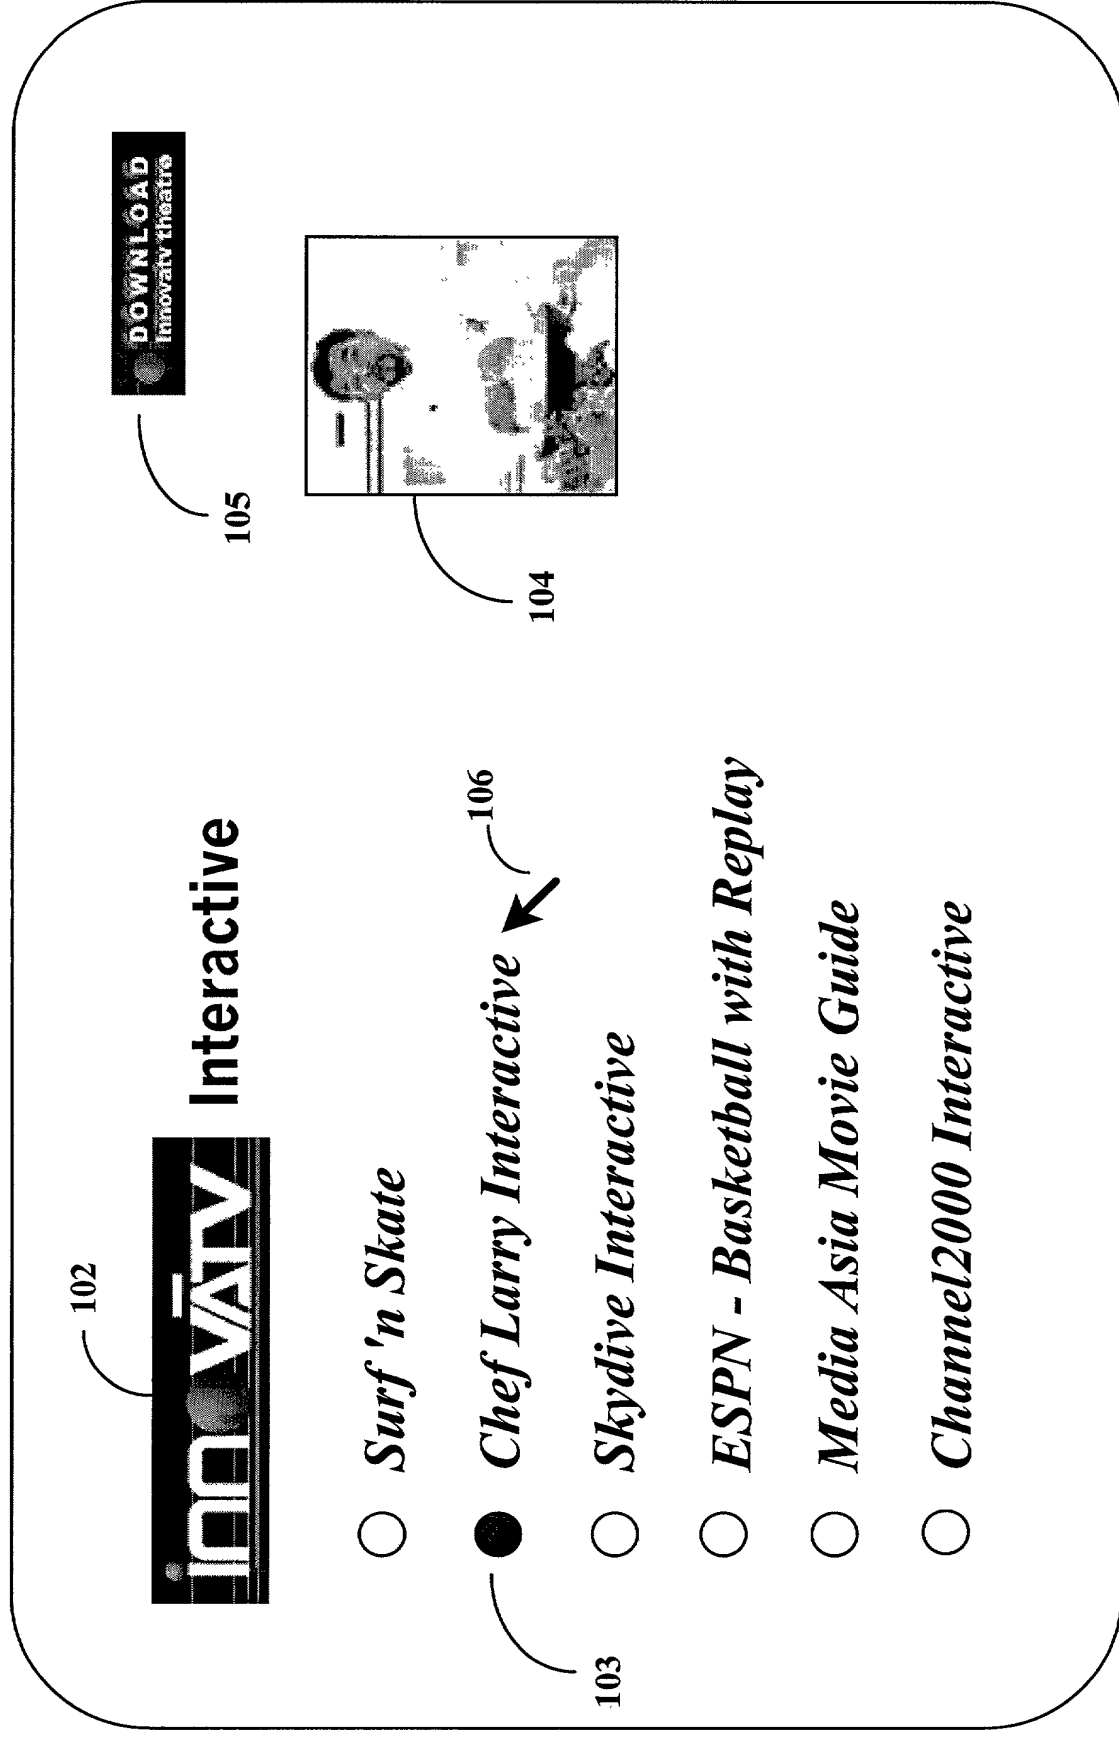 102
innOVATV Interactive
DOWNLOAD
innovatv theatre
105
Surf 'n Skate
Chef Larry Interactive
106
103
104
Skydive Interactive
ESPN - Basketball with Replay
Media Asia Movie Guide
Channel2000 Interactive